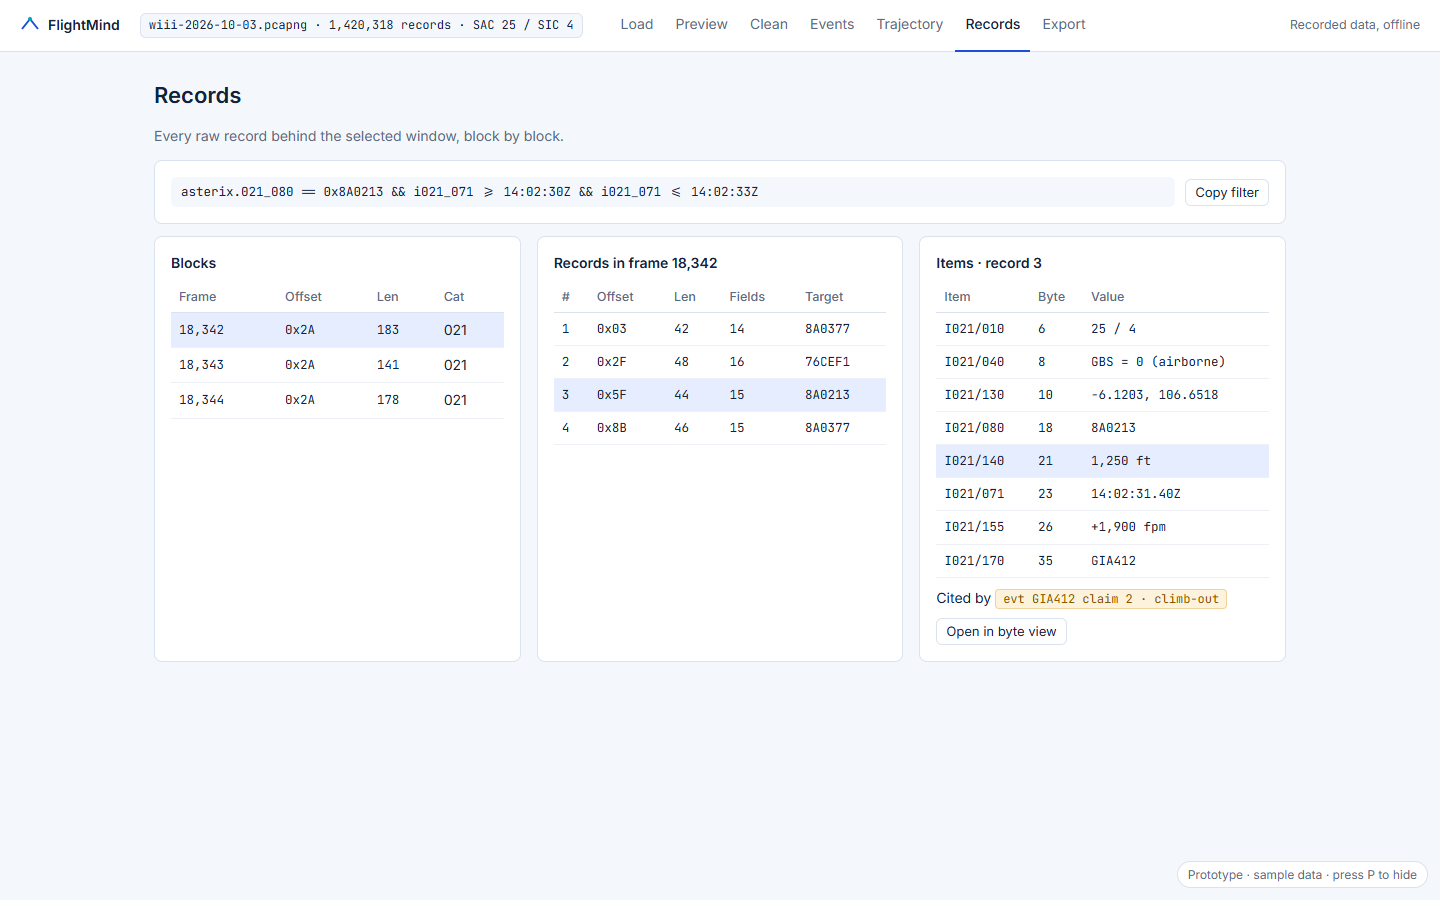 FlightMind
wiii-2026-10-03.pcapng · 1,420,318 records · SAC 25 / SIC 4
Load Preview Clean Events Trajectory Records Export
Recorded data, offline
Records
Every raw record behind the selected window, block by block.
asterix.021_080 == 0x8A0213 && i021_071 >= 14:02:30Z && i021_071 <= 14:02:33Z
Copy filter
Blocks
Frame Offset Len Cat
18,342 0x2A 183 021
18,343 0x2A 141 021
18,344 0x2A 178 021
Records in frame 18,342
# Offset Len Fields Target
1 0x03 42 14 8A0377
2 0x2F 48 16 76CEF1
3 0x5F 44 15 8A0213
4 0x8B 46 15 8A0377
Items · record 3
Item Byte Value
I021/010 6 25 / 4
I021/040 8 GBS = 0 (airborne)
I021/130 10 -6.1203, 106.6518
I021/080 18 8A0213
I021/140 21 1,250 ft
I021/071 23 14:02:31.40Z
I021/155 26 +1,900 fpm
I021/170 35 GIA412
Cited by evt GIA412 claim 2 · climb-out
Open in byte view
Prototype · sample data · press P to hide